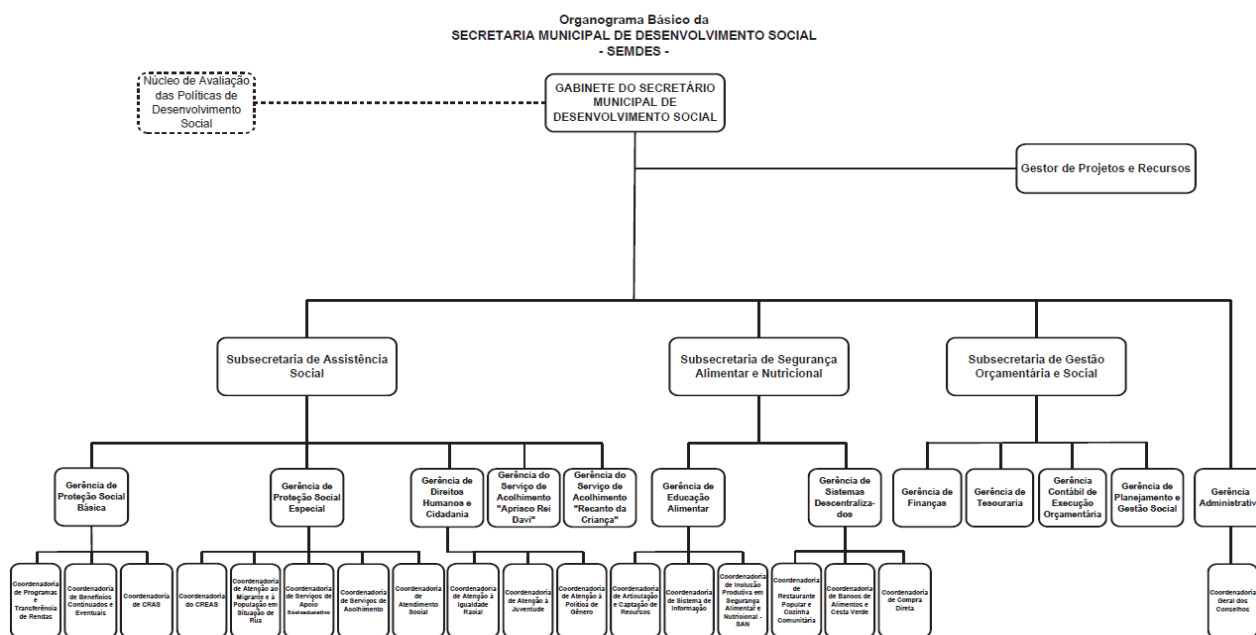 Organograma Básico da
SECRETARIA MUNICIPAL DE DESENVOLVIMENTO SOCIAL
- SEMDES -
Núcleo de Avaliação
das Políticas de
Desenvolvimento
Social
GABINETE DO SECRETÁRIO
MUNICIPAL DE
DESENVOLVIMENTO SOCIAL
Gestor de Projetos e Recursos
Subsecretaria de Assistência
Social
Subsecretaria de Segurança
Alimentar e Nutricional
Subsecretaria de Gestão
Orçamentária e Social
Gerência de
Proteção Social
Básica
Gerência de
Proteção Social
Especial
Gerência de
Direitos
Humanos e
Cidadania
Gerência do
Serviço de
Acolhimento
"Aprisco Rei
Davi"
Gerência do
Serviço de
Acolhimento
"Recanto da
Criança"
Gerência de
Educação
Alimentar
Gerência de
Sistemas
Descentraliza-
dos
Gerência de
Finanças
Gerência de
Tesouraria
Gerência
Contábil de
Execução
Orçamentária
Gerência de
Planejamento e
Gestão Social
Gerência
Administrativ
Coordenadoria
de Programas
e
Transferência
de Rendas
Coordenadoria
de Benefícios
Continuados e
Eventuais
Coordenadoria
de CRAS
Coordenadoria
do CREAS
Coordenadoria
de Atenção ao
Migrante e à
População em
Situação de
Rua
Coordenadoria
de Serviços de
Apoio
Sócioeducativo
Coordenadoria
de Serviços de
Acolhimento
Coordenadoria
de
Atendimento
Social
Coordenadoria
de Atenção à
Igualdade
Racial
Coordenadoria
de Atenção à
Juventude
Coordenadoria
de Atenção à
Política de
Gênero
Coordenadoria
de Articulação
e Captação de
Recursos
Coordenadoria
de Sistema de
Informação
Coordenadoria
de Inclusão
Produtiva em
Segurança
Alimentar e
Nutricional -
SAN
Coordenadoria
de
Restaurante
Popular e
Cozinha
Comunitária
Coordenadoria
de Bancos de
Alimentos e
Cesta Verde
Coordenadoria
de Compra
Direta
Coordenadoria
Geral dos
Conselhos